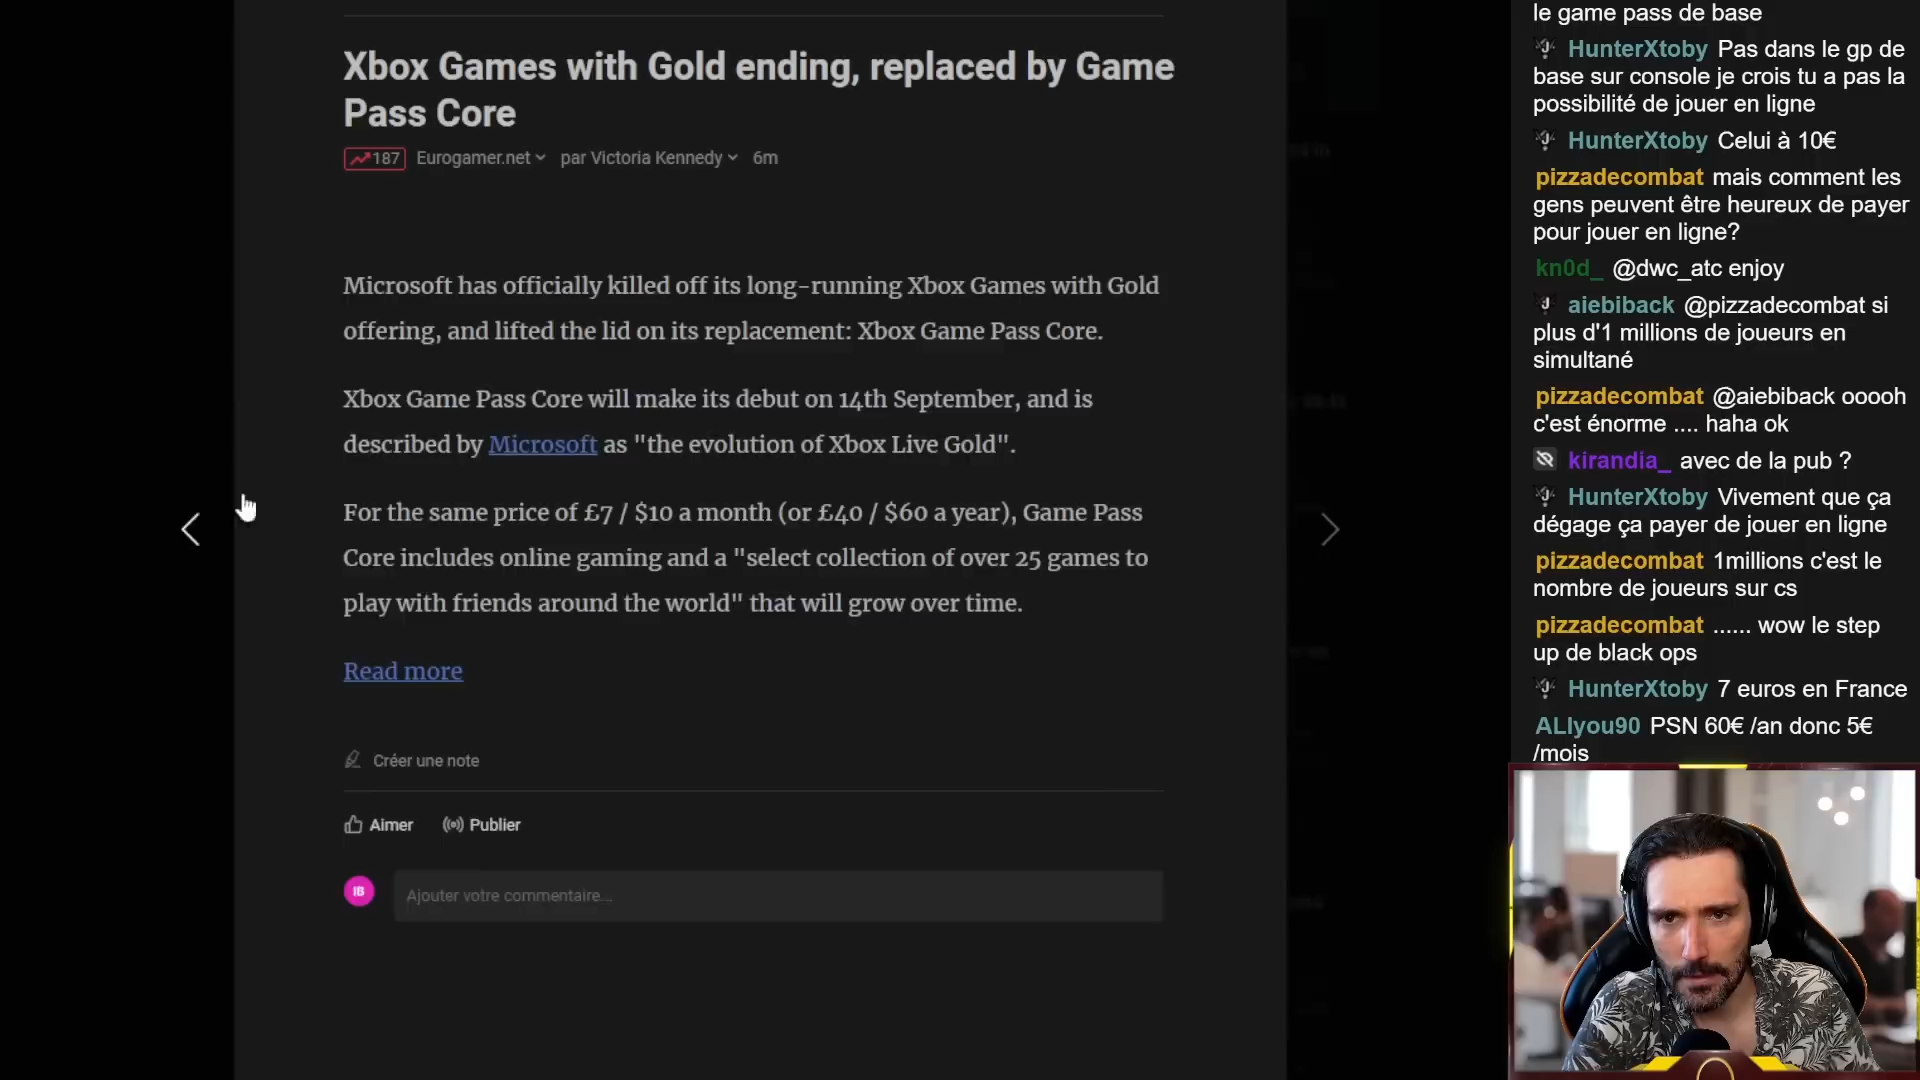 Xbox Games with Gold ending, replaced by Game
Pass Core
187 Eurogamer.net par Victoria Kennedy 6m
Microsoft has officially killed off its long-running Xbox Games with Gold
offering, and lifted the lid on its replacement: Xbox Game Pass Core.
Xbox Game Pass Core will make its debut on 14th September, and is
described by Microsoft as "the evolution of Xbox Live Gold".
For the same price of £7 / $10 a month (or £40 / $60 a year), Game Pass
Core includes online gaming and a "select collection of over 25 games to
play with friends around the world" that will grow over time.
Read more
Créer une note
Aimer Publier
IB Ajouter votre commentaire...
le game pass de base
HunterXtoby Pas dans le gp de
base sur console je crois tu a pas la
possibilité de jouer en ligne
HunterXtoby Celui à 10€
pizzadecombat mais comment les
gens peuvent être heureux de payer
pour jouer en ligne?
kn0d_ @dwc_atc enjoy
aiebiback @pizzadecombat si
plus d'1 millions de joueurs en
simultané
pizzadecombat @aiebiback ooooh
c'est énorme .... haha ok
kirandia_ avec de la pub ?
HunterXtoby Vivement que ça
dégage ça payer de jouer en ligne
pizzadecombat 1millions c'est le
nombre de joueurs sur cs
pizzadecombat ...... wow le step
up de black ops
HunterXtoby 7 euros en France
ALIyou90 PSN 60€ /an donc 5€
/mois